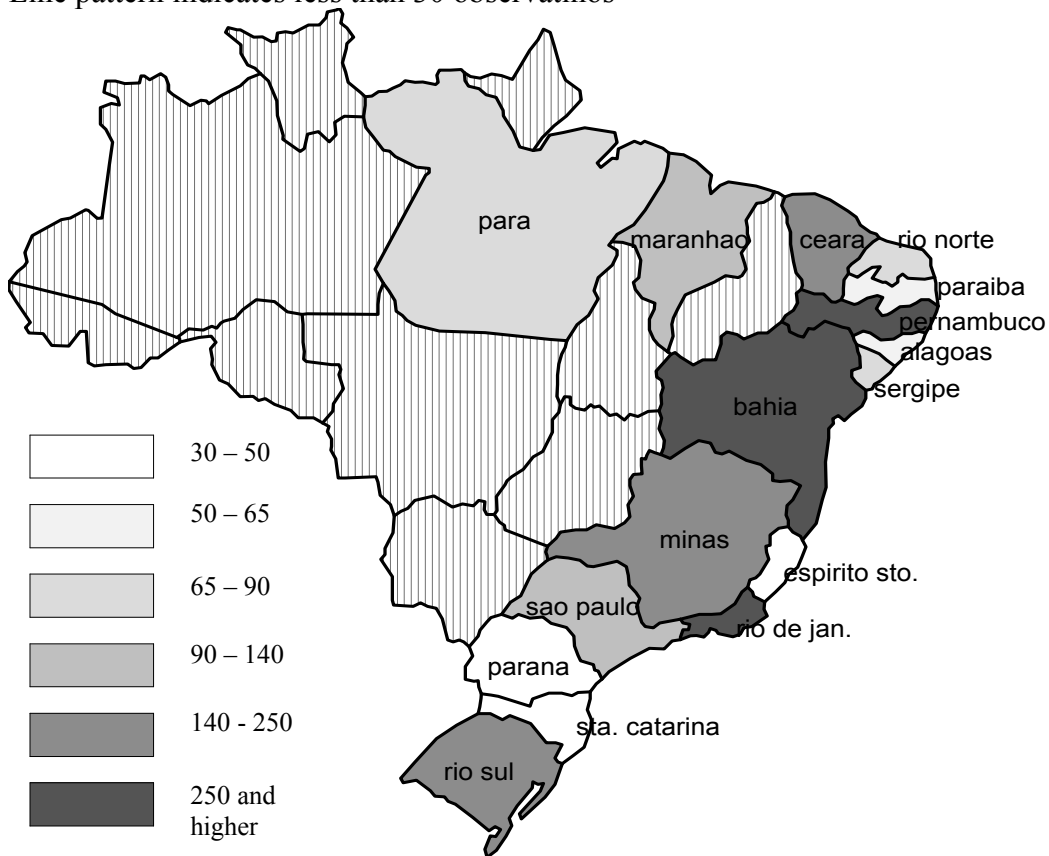 Line pattern indicates less than 30 observatinos
para
maranhao
ceara
rio norte
paraiba
pernambuco
alagoas
sergipe
bahia
minas
espirito sto.
sao paulo
rio de jan.
parana
sta. catarina
rio sul
30 – 50
50 – 65
65 – 90
90 – 140
140 - 250
250 and
higher